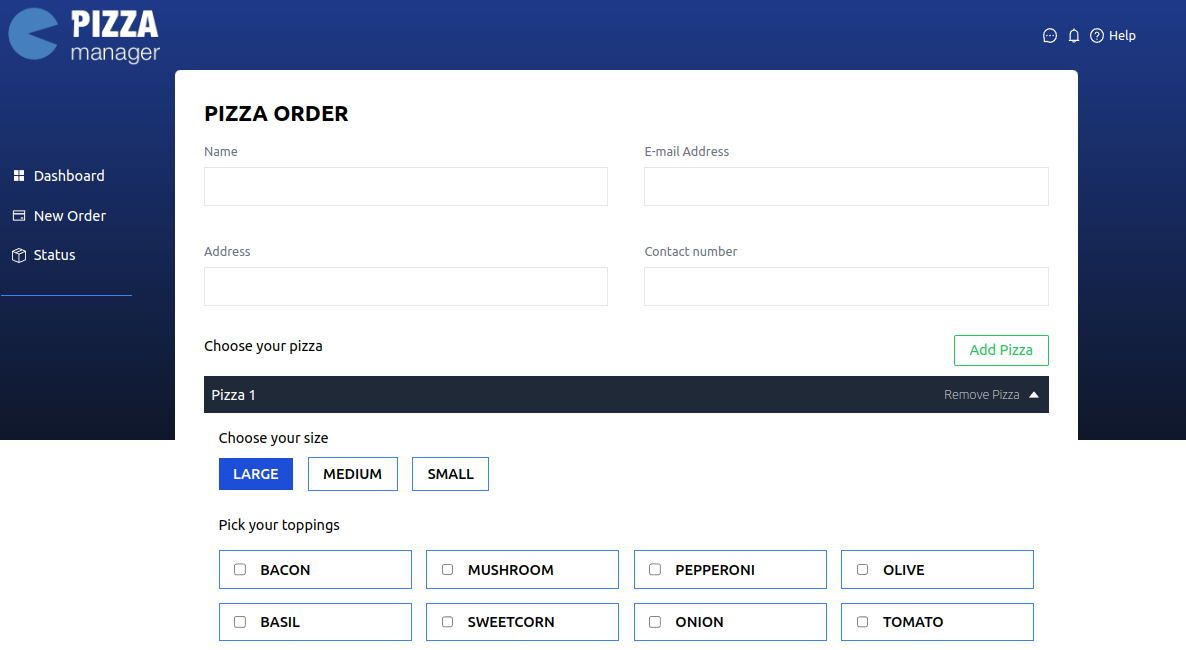 PIZZA
manager
Help
Dashboard
New Order
Status
PIZZA ORDER
Name
E-mail Address
Address
Contact number
Choose your pizza
Add Pizza
Pizza 1
Remove Pizza
Choose your size
LARGE
MEDIUM
SMALL
Pick your toppings
BACON
MUSHROOM
PEPPERONI
OLIVE
BASIL
SWEETCORN
ONION
TOMATO